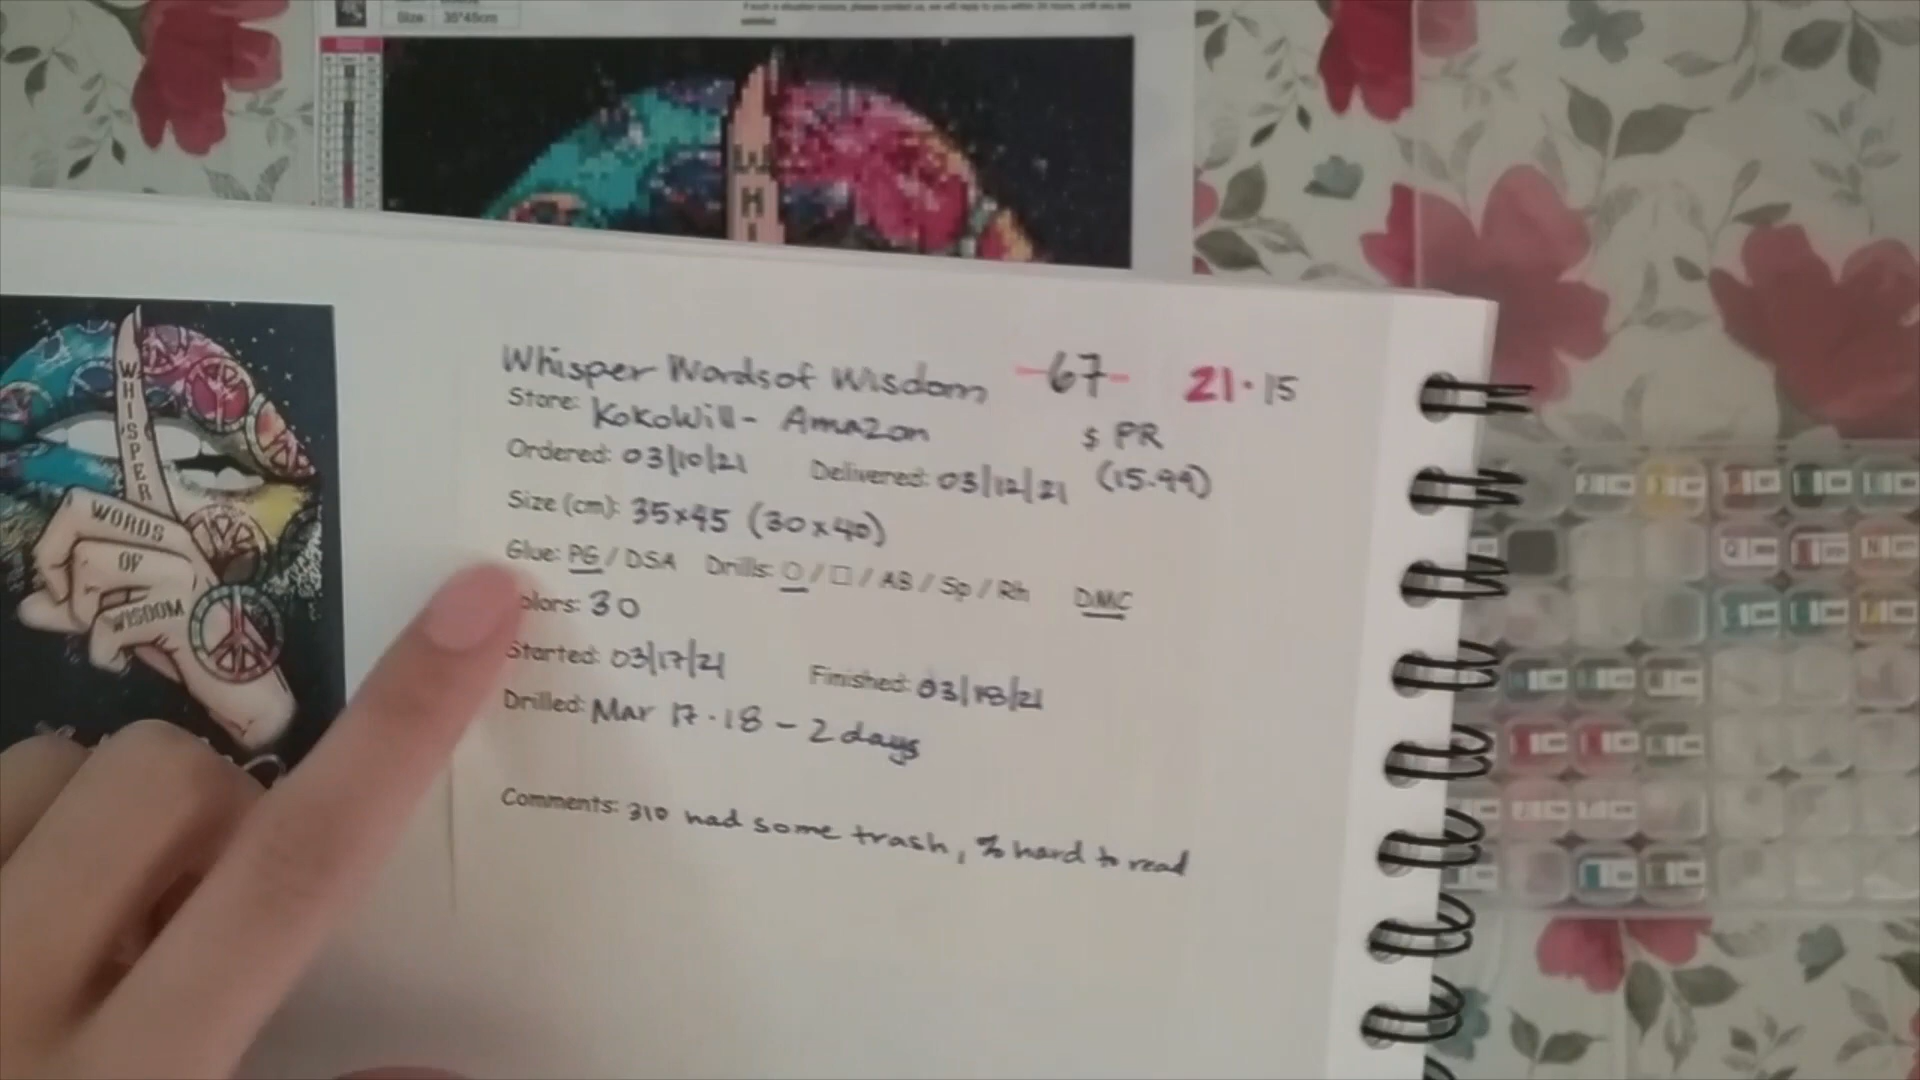 Size: 35*45cm
W
H
I
Whisper Words of Wisdom -67- 21·15
Store: KokoWill - Amazon $ PR
Ordered: 03/10/21 Delivered: 03/12/21 (15.99)
Size (cm): 35x45 (30x40)
Glue: PG / DSA Drills: ○ / □ / AB / Sp / Rh DMC
olors: 30
Started: 03/17/21 Finished: 03/18/21
Drilled: Mar 17-18 - 2 days
Comments: 310 had some trash, % hard to read
WHISPER
WORDS
OF
WISDOM